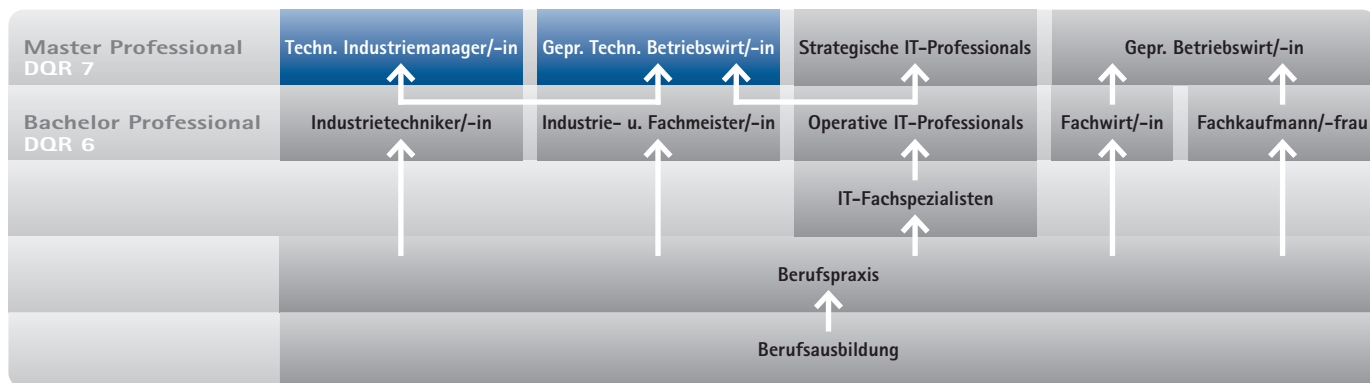 Master Professional
DQR 7
Techn. Industriemanager/-in
Gepr. Techn. Betriebswirt/-in
Strategische IT-Professionals
Gepr. Betriebswirt/-in
Bachelor Professional
DQR 6
Industrietechniker/-in
Industrie- u. Fachmeister/-in
Operative IT-Professionals
Fachwirt/-in
Fachkaufmann/-frau
IT-Fachspezialisten
Berufspraxis
Berufsausbildung